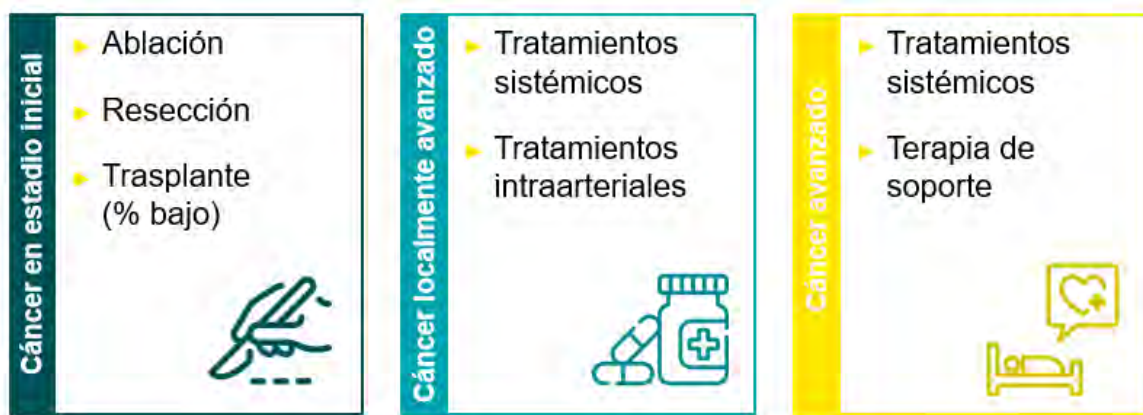 Cáncer en estadio inicial
Ablación
Resección
Trasplante
(% bajo)
Cáncer localmente avanzado
Tratamientos
sistémicos
Tratamientos
intraarteriales
Cáncer avanzado
Tratamientos
sistémicos
Terapia de
soporte